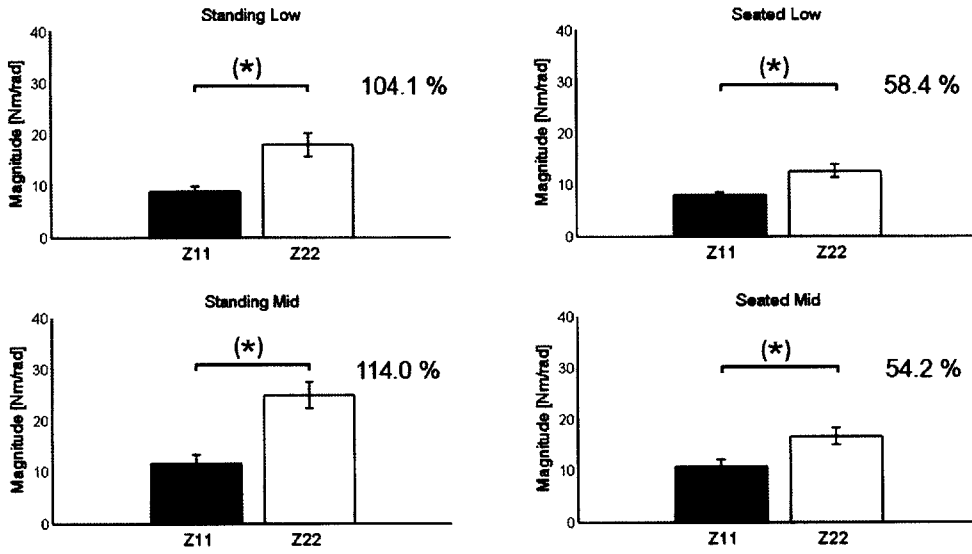 Standing Low
Magnitude [Nm/rad]
40
30
20
10
0
(*)
104.1 %
Z11 Z22
Seated Low
Magnitude [Nm/rad]
40
30
20
10
0
(*)
58.4 %
Z11 Z22
Standing Mid
Magnitude [Nm/rad]
40
30
20
10
0
(*)
114.0 %
Z11 Z22
Seated Mid
Magnitude [Nm/rad]
40
30
20
10
0
(*)
54.2 %
Z11 Z22